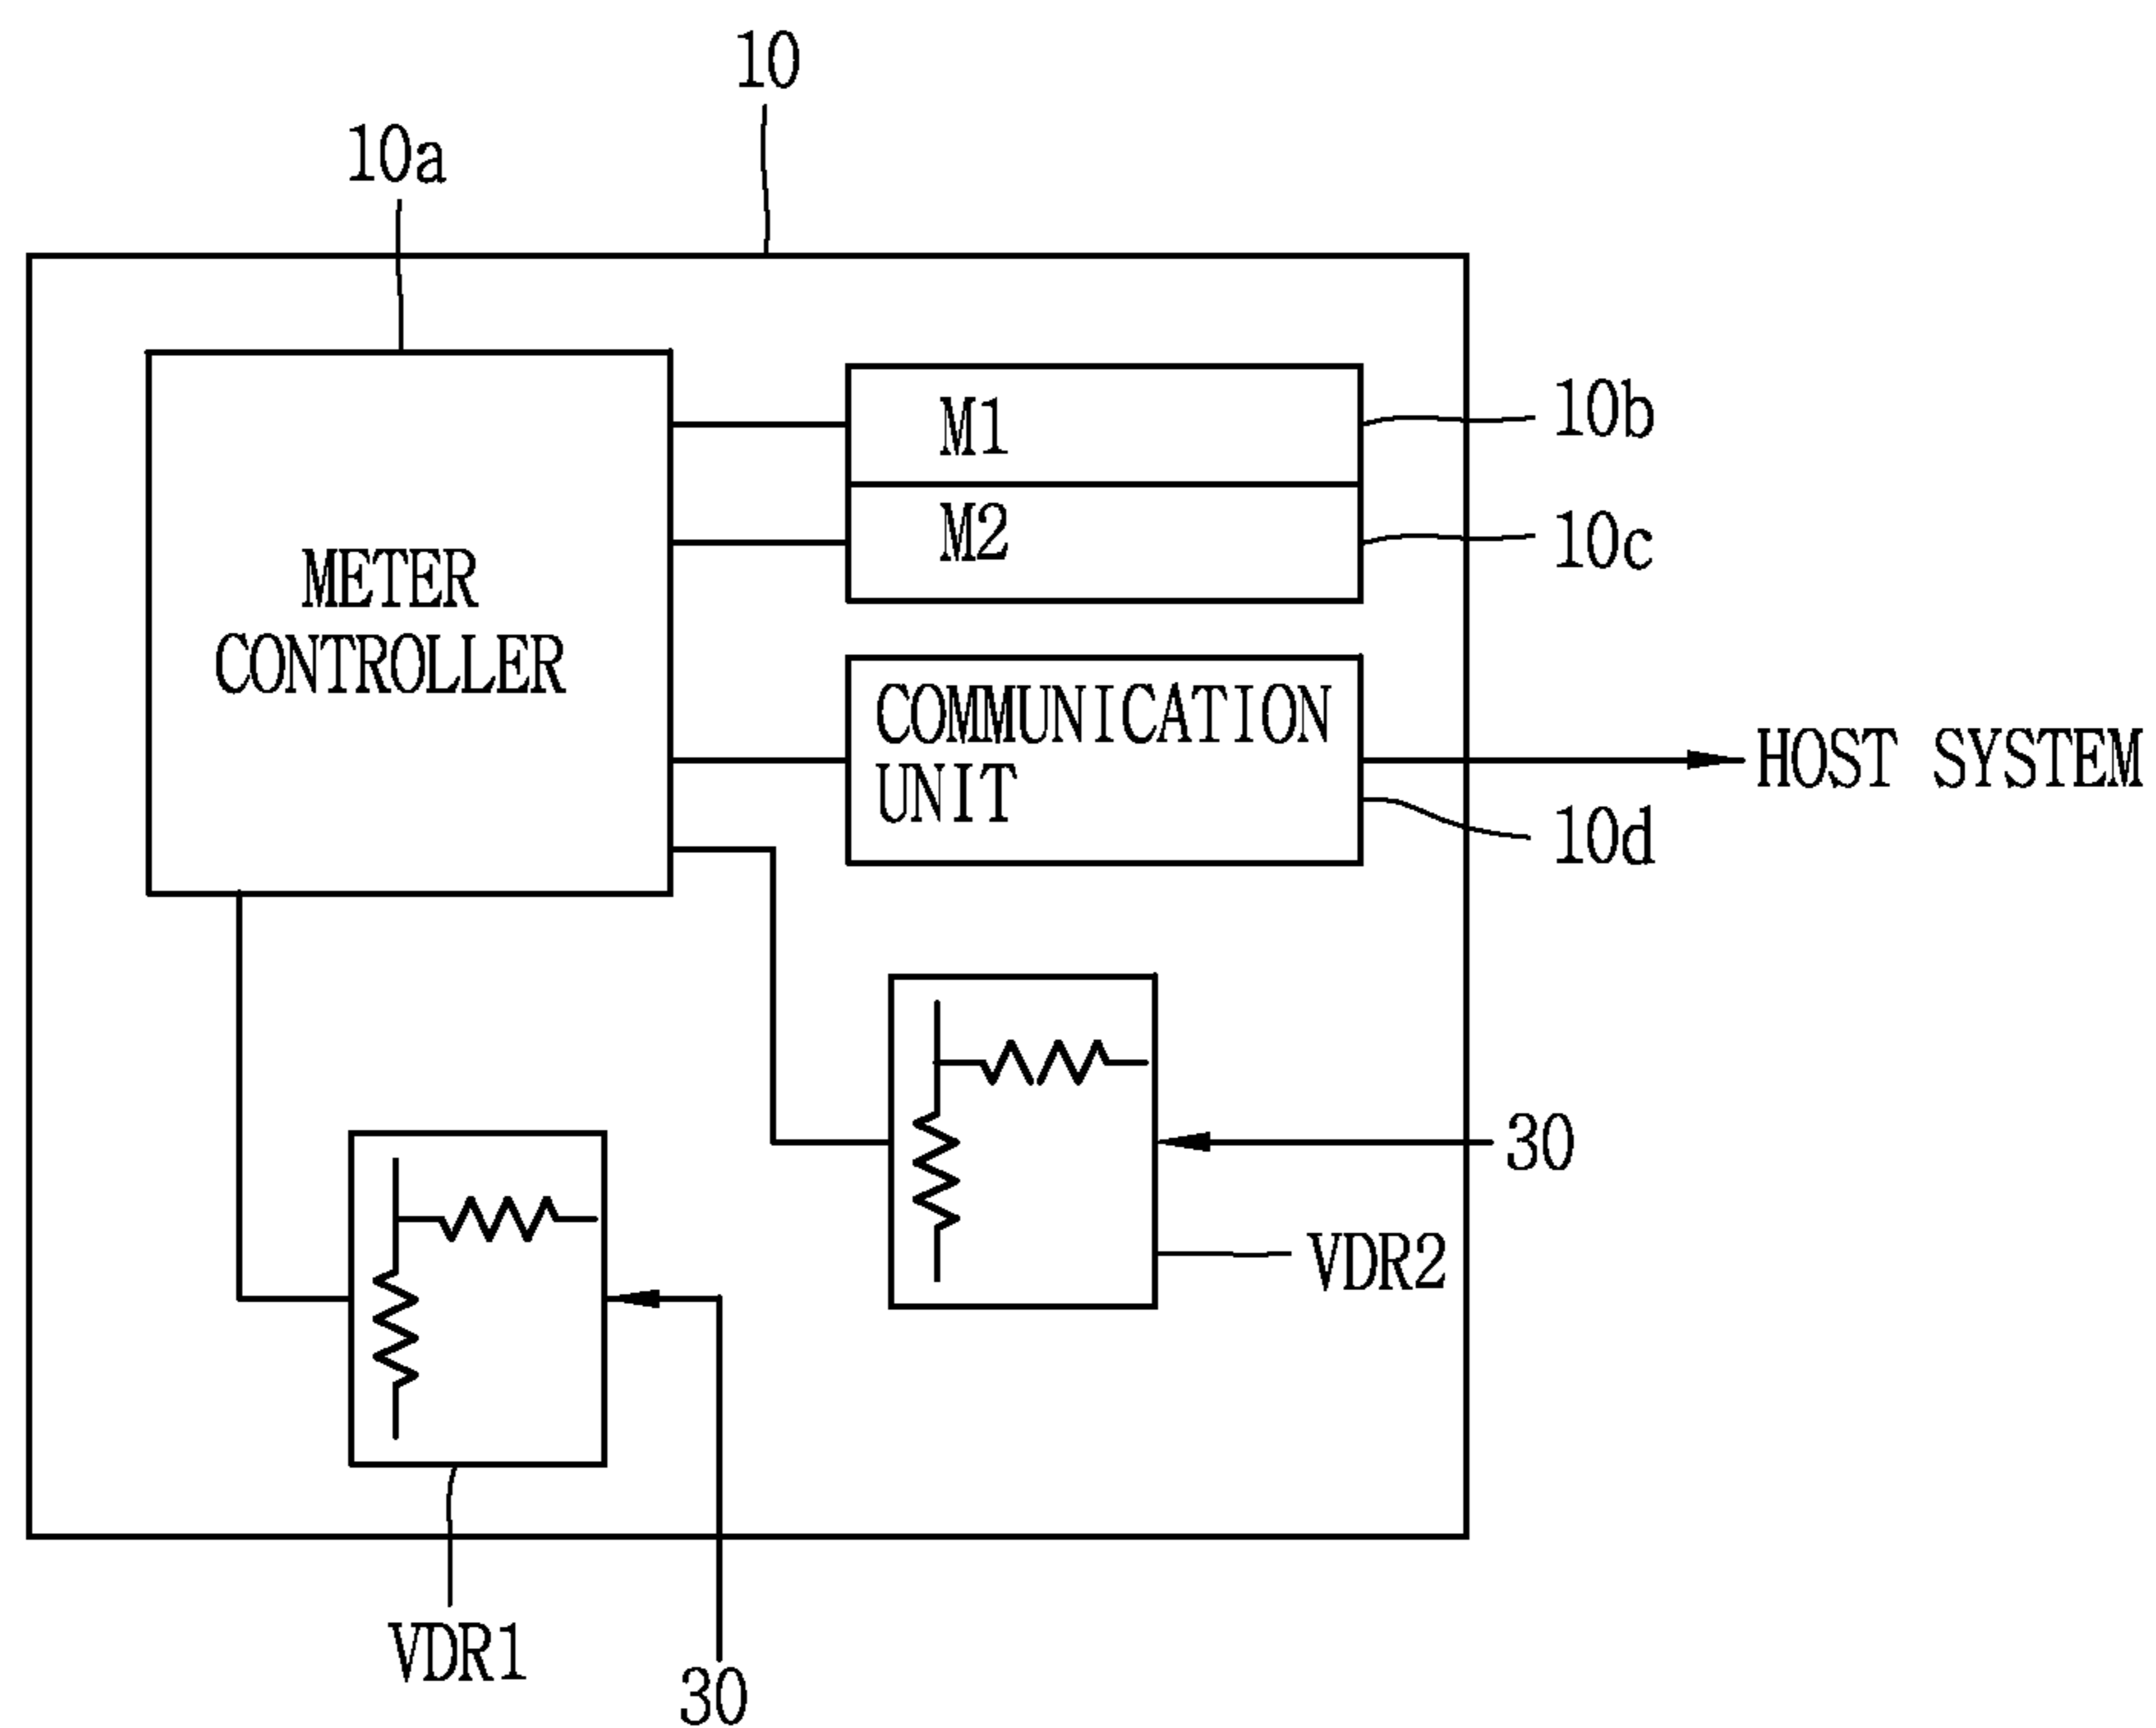 10
10a
M1
10b
M2
10c
METER
CONTROLLER
COMMUNICATION
UNIT
HOST SYSTEM
10d
30
VDR2
VDR1
30